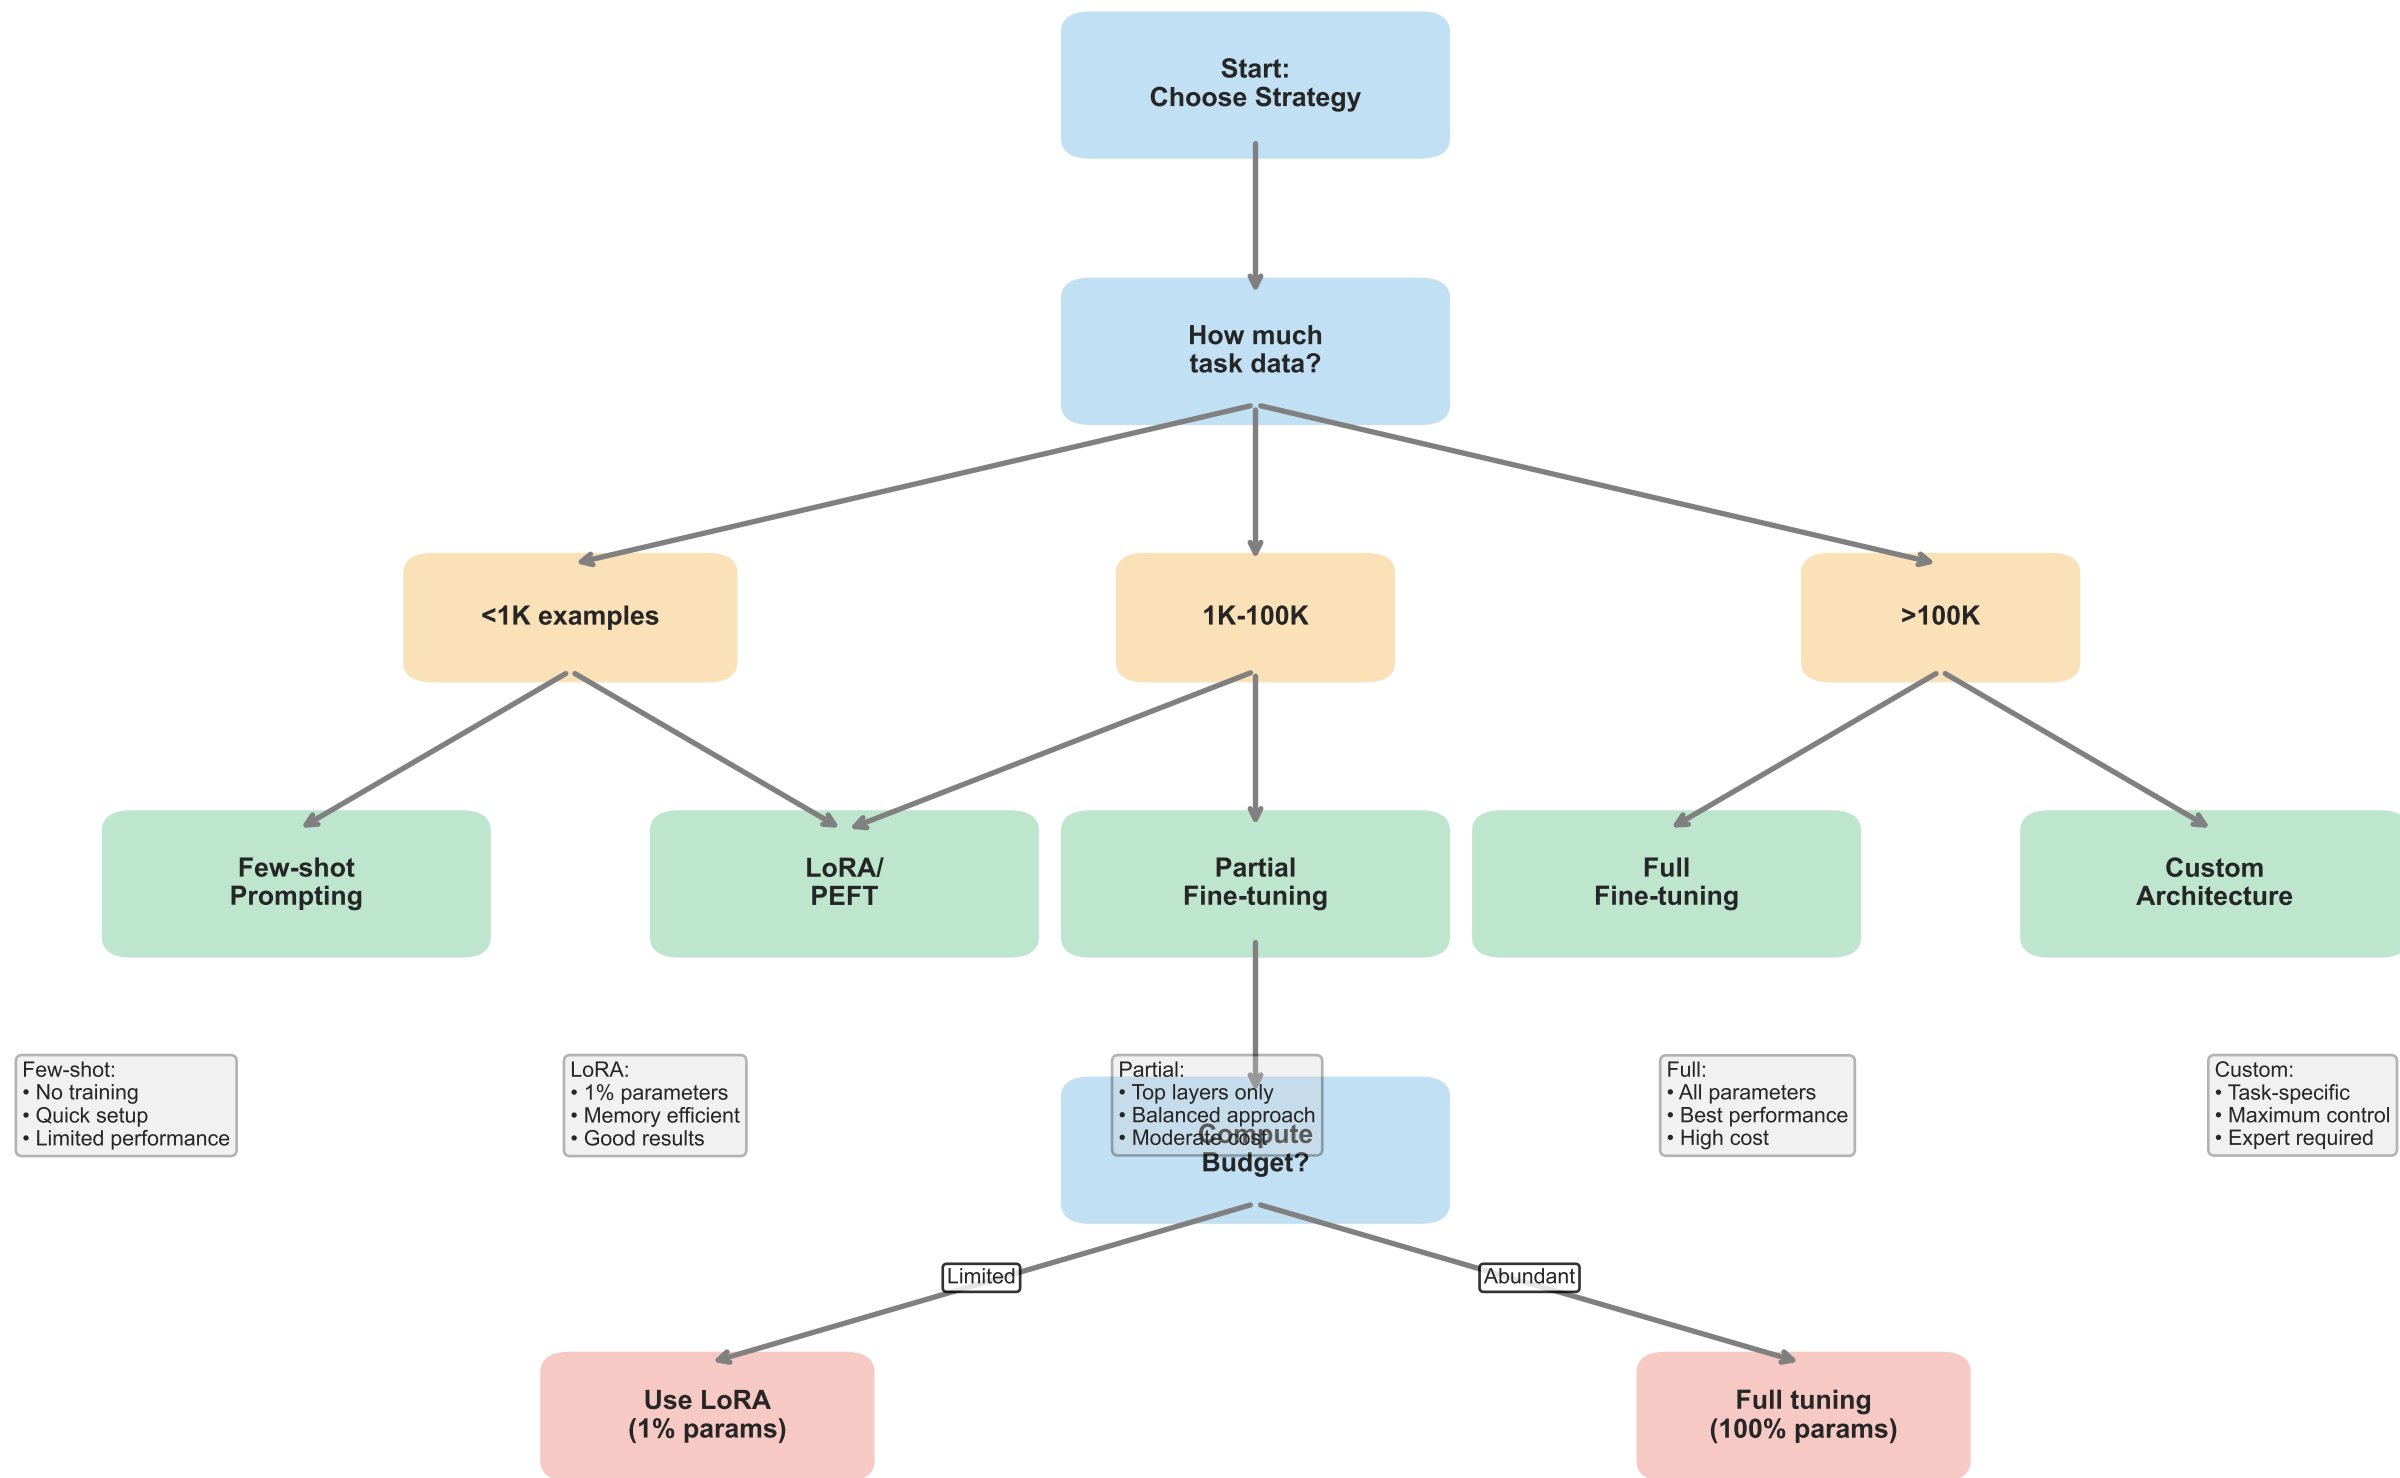 Start:
Choose Strategy
How much
task data?
<1K examples
1K-100K
>100K
Few-shot
Prompting
LoRA/
PEFT
Partial
Fine-tuning
Full
Fine-tuning
Custom
Architecture
Few-shot:
• No training
• Quick setup
• Limited performance
LoRA:
• 1% parameters
• Memory efficient
• Good results
Partial:
• Top layers only
• Balanced approach
• Moderate cost
Compute
Budget?
Full:
• All parameters
• Best performance
• High cost
Custom:
• Task-specific
• Maximum control
• Expert required
Limited
Abundant
Use LoRA
(1% params)
Full tuning
(100% params)